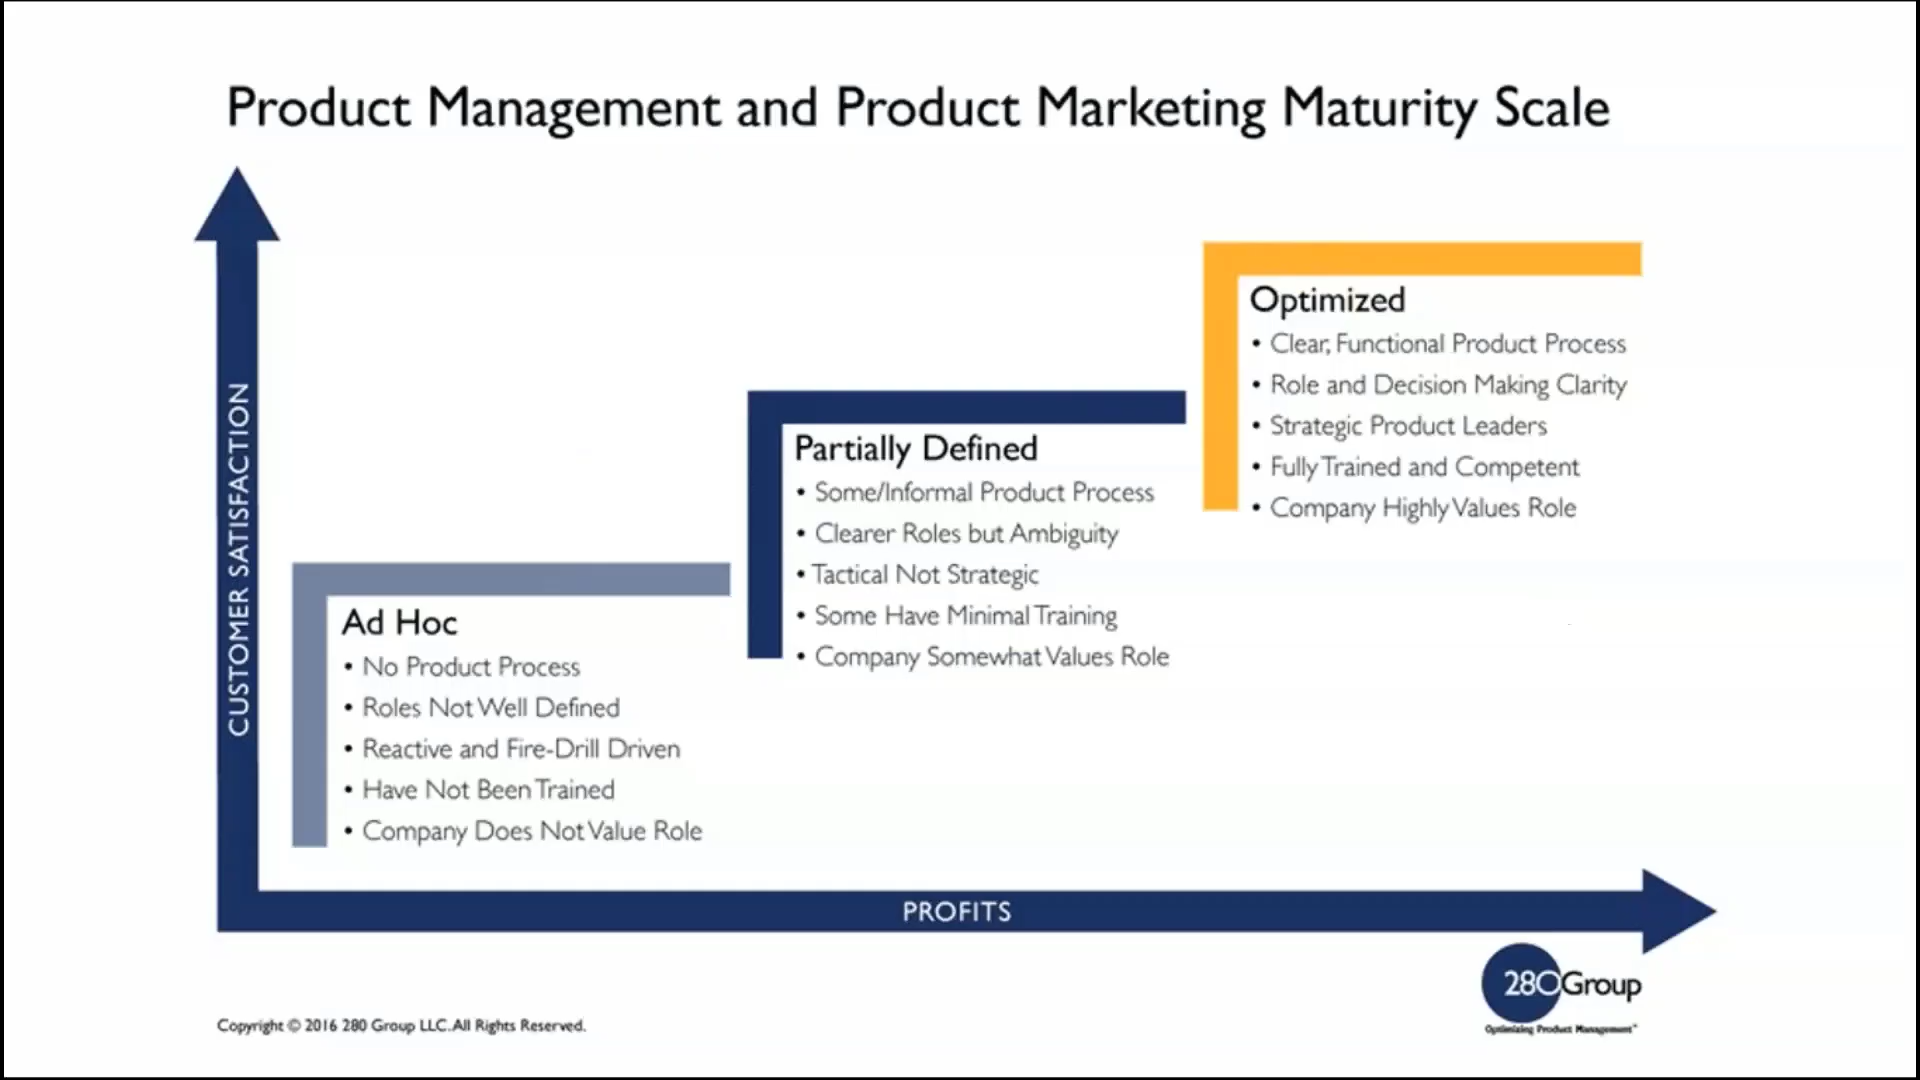 Product Management and Product Marketing Maturity Scale
CUSTOMER SATISFACTION
Optimized
• Clear, Functional Product Process
• Role and Decision Making Clarity
• Strategic Product Leaders
• Fully Trained and Competent
• Company Highly Values Role
Partially Defined
• Some/Informal Product Process
• Clearer Roles but Ambiguity
• Tactical Not Strategic
• Some Have Minimal Training
• Company Somewhat Values Role
Ad Hoc
• No Product Process
• Roles Not Well Defined
• Reactive and Fire-Drill Driven
• Have Not Been Trained
• Company Does Not Value Role
PROFITS
280Group
Optimizing Product Management™
Copyright © 2016 280 Group LLC. All Rights Reserved.